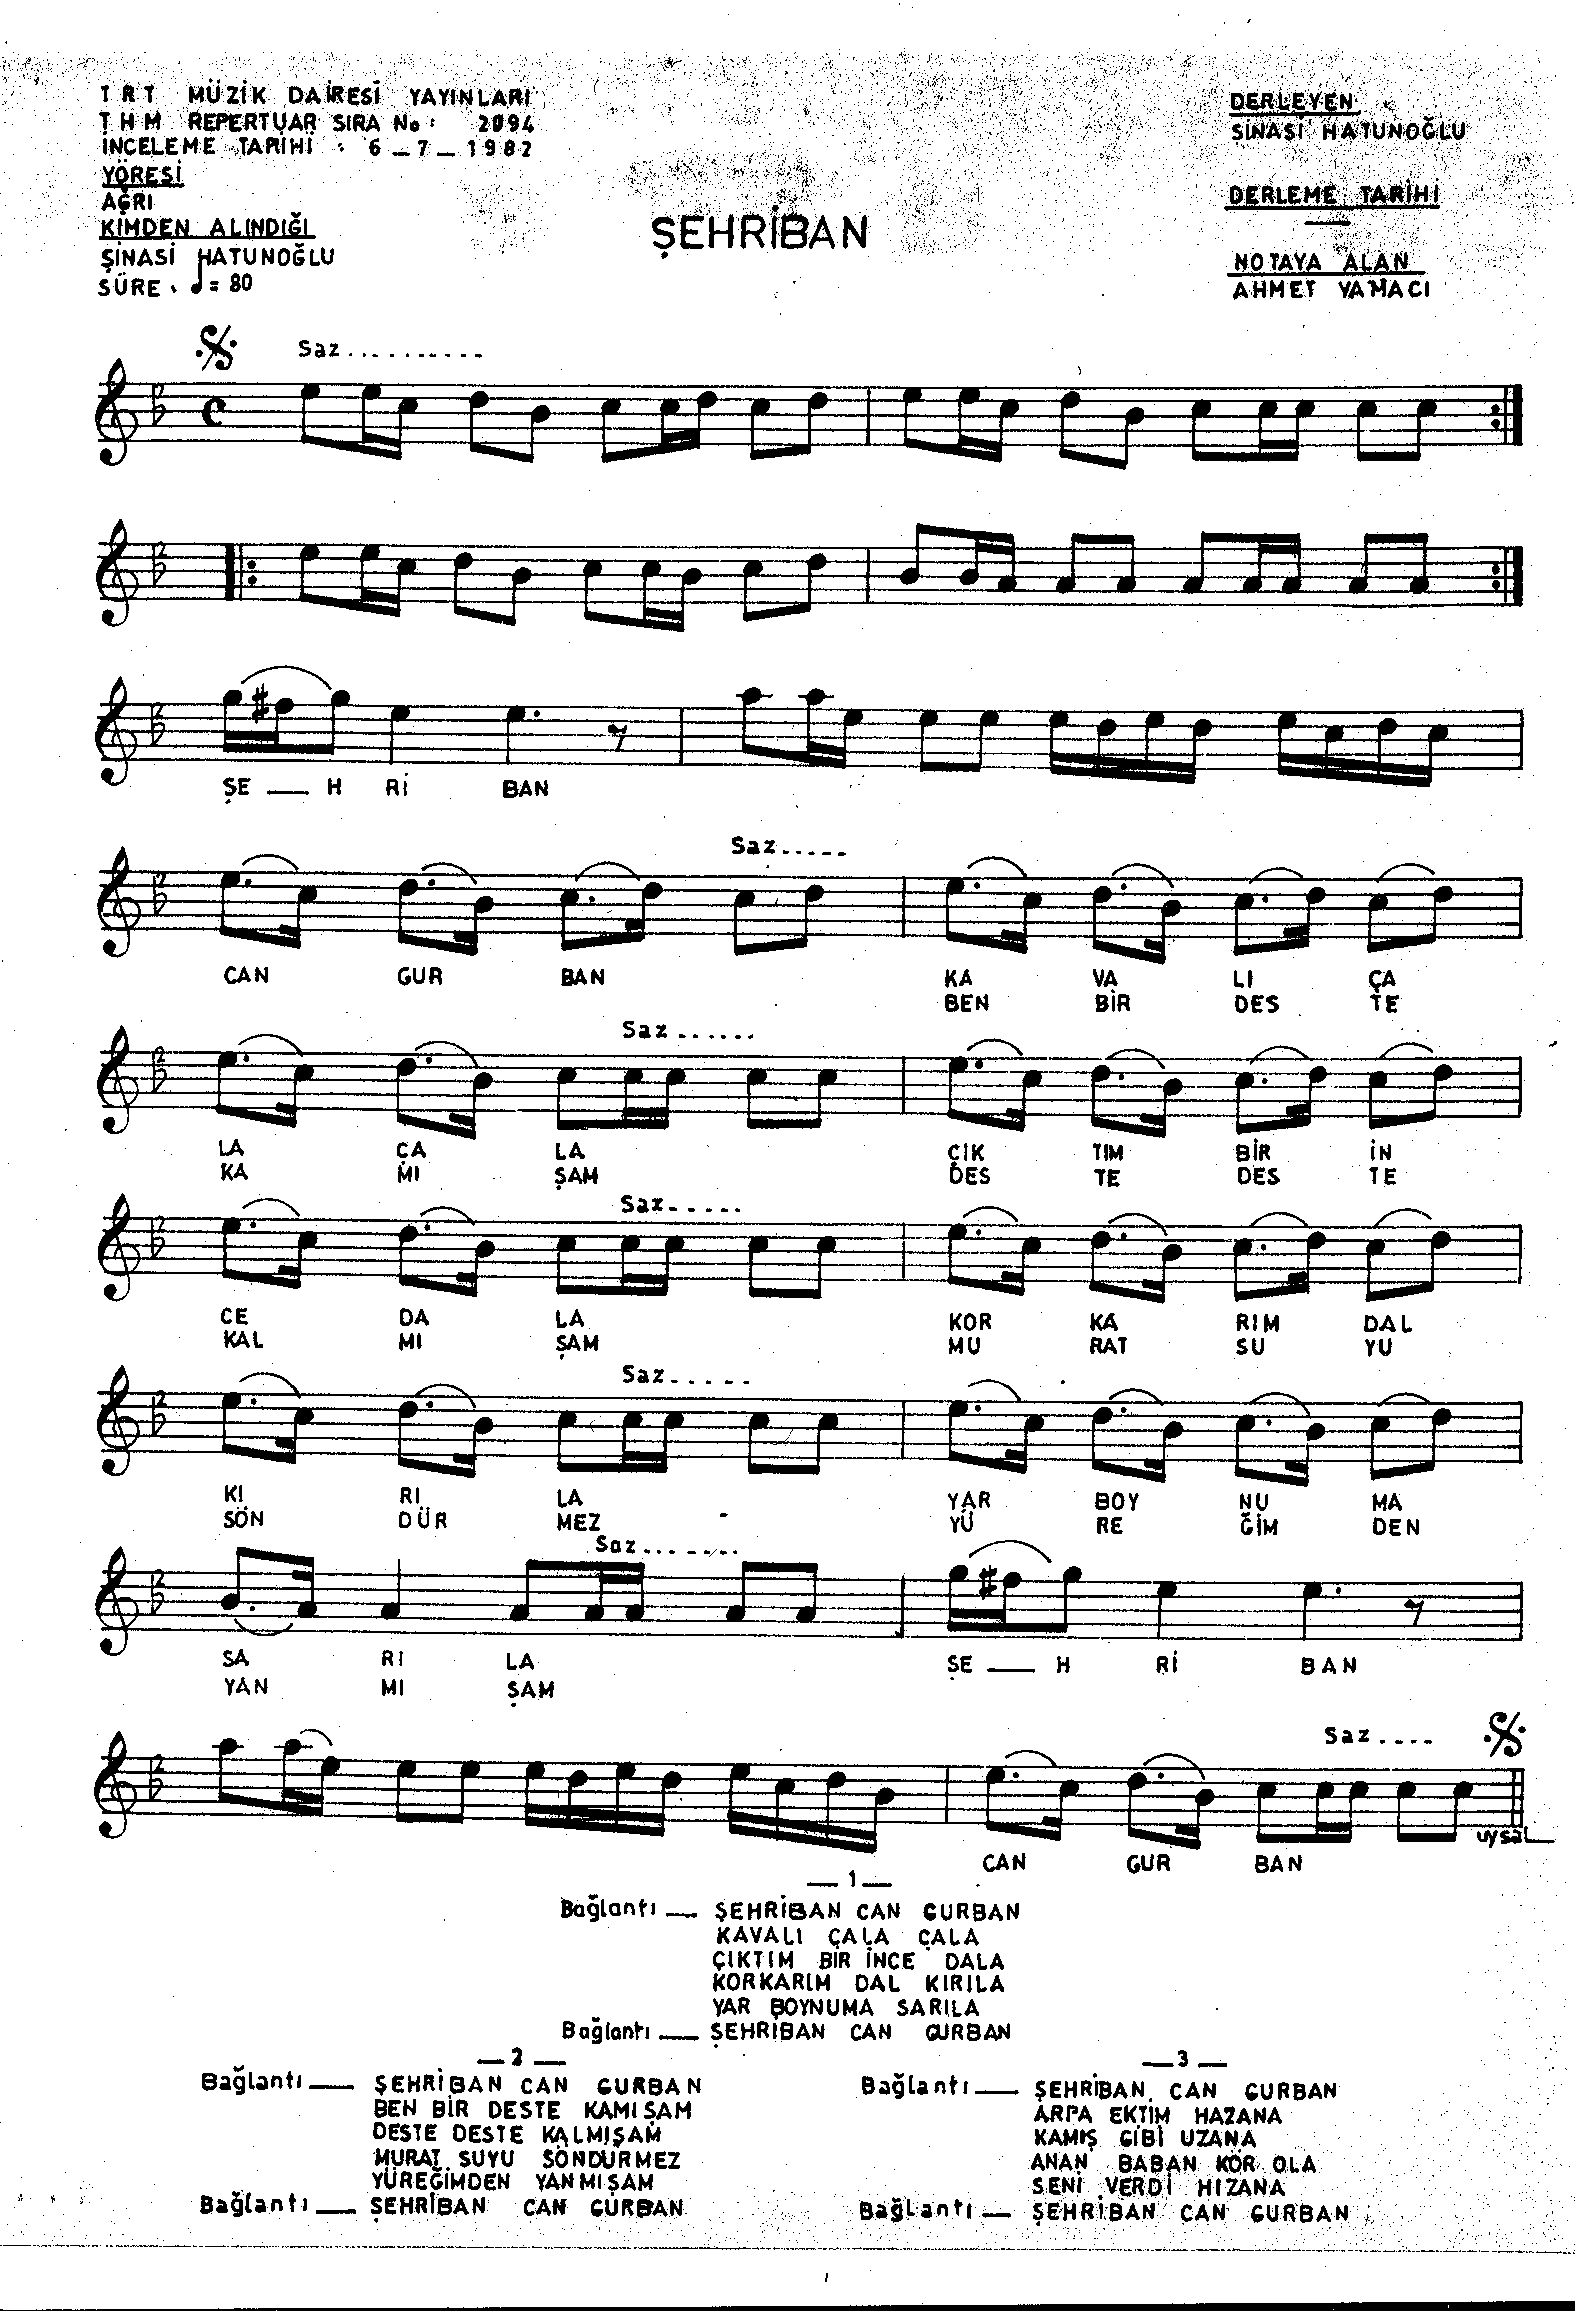 TRT MÜZİK DAİRESİ YAYINLARI
THM REPERTUAR SIRA No: 2094
İNCELEME TARİHİ : 6_7_1982
YÖRESİ
AĞRI
KİMDEN ALINDIĞI
ŞİNASİ HATUNOĞLU
SÜRE. ♩= 80
DERLEYEN
ŞİNASİ HATUNOĞLU
DERLEME TARİHİ
NOTAYA ALAN
AHMET YAMACI
ŞEHRİBAN
Saz..........
ŞE — H Rİ BAN
Saz.....
CAN GUR BAN KA VA LI ÇA
BEN BİR DES TE
Saz......
LA ÇA LA ÇIK TIM BİR İN
KA MI ŞAM DES TE DES TE
Saz.....
CE DA LA KOR KA RIM DAL
KAL MI ŞAM MU RAT SU YU
Saz.....
KI RI LA YAR BOY NU MA
SÖN DÜR MEZ YÜ RE ĞİM DEN
Saz.......
SA RI LA ŞE — H Rİ BAN
YAN MI ŞAM
Saz....
uysal
CAN GUR BAN
— 1 —
Bağlantı — ŞEHRİBAN CAN GURBAN
KAVALI ÇALA ÇALA
ÇIKTIM BİR İNCE DALA
KORKARIM DAL KIRILA
YAR BOYNUMA SARILA
Bağlantı — ŞEHRİBAN CAN GURBAN
— 2 —
Bağlantı — ŞEHRİBAN CAN GURBAN
BEN BİR DESTE KAMIŞAM
DESTE DESTE KALMIŞAM
MURAT SUYU SÖNDÜRMEZ
YÜREĞİMDEN YANMIŞAM
Bağlantı — ŞEHRİBAN CAN GURBAN
— 3 —
Bağlantı — ŞEHRİBAN CAN GURBAN
ARPA EKTİM HAZANA
KAMIŞ GİBİ UZANA
ANAN BABAN KÖR OLA
SENİ VERDİ HIZANA
Bağlantı — ŞEHRİBAN CAN GURBAN